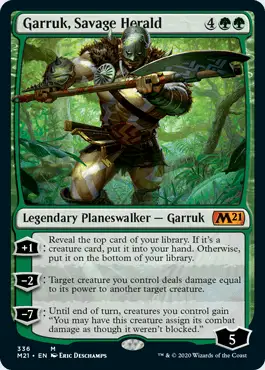 Garruk, Savage Herald 4
M21
Legendary Planeswalker — Garruk
+1: Reveal the top card of your library. If it's a
creature card, put it into your hand. Otherwise,
put it on the bottom of your library.
−2: Target creature you control deals damage equal
to its power to another target creature.
−7: Until end of turn, creatures you control gain
"You may have this creature assign its combat
damage as though it weren't blocked."
5
336 M
M21 • EN Eric Deschamps
™ & © 2020 Wizards of the Coast